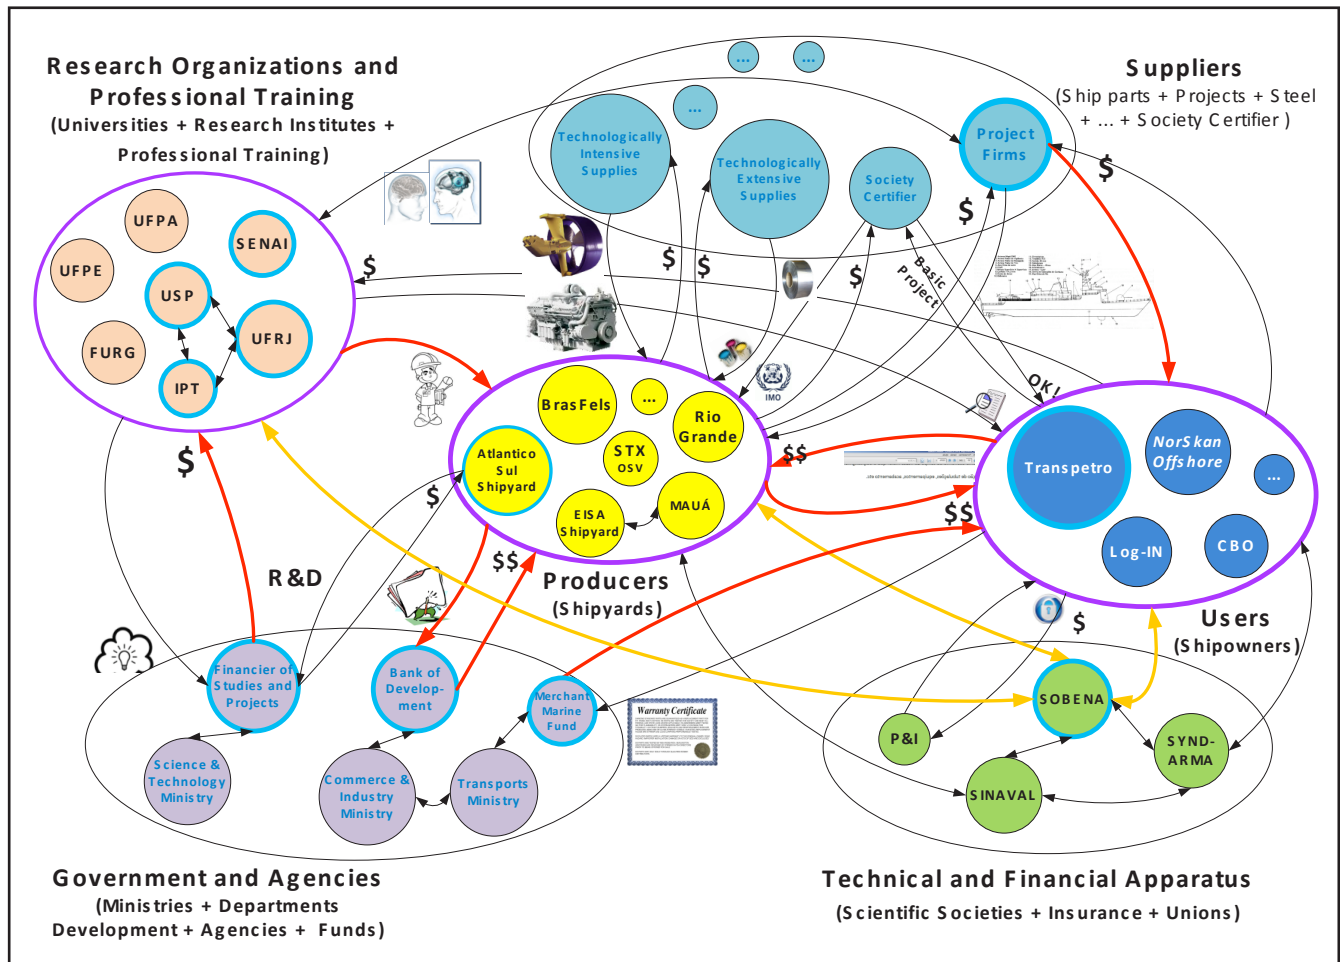 Research Organizations and
Professional Training
(Universities + Research Institutes +
Professional Training)
Suppliers
(Ship parts + Projects + Steel
+ ... + Society Certifier )
...
...
...
Technologically
Intensive
Supplies
Technologically
Extensive
Supplies
Society
Certifier
Project
Firms
$
$
$
$
$
$
Basic
Project
OK!
IMO
UFPA
SENAI
UFPE
USP
UFRJ
FURG
IPT
BrasFels
...
Rio
Grande
STX
OSV
Atlantico
Sul
Shipyard
EISA
Shipyard
MAUÁ
Transpetro
NorSkan
Offshore
...
Log-IN
CBO
$$
$$
$$
$
$
$
R&D
Producers
(Shipyards)
Users
(Shipowners)
Financier of
Studies and
Projects
Bank of
Develop-
ment
Merchant
Marine
Fund
Science &
Technology
Ministry
Commerce &
Industry
Ministry
Transports
Ministry
Warranty Certificate
SOBENA
P&I
SYND-
ARMA
SINAVAL
Government and Agencies
(Ministries + Departments
Development + Agencies + Funds)
Technical and Financial Apparatus
(Scientific Societies + Insurance + Unions)